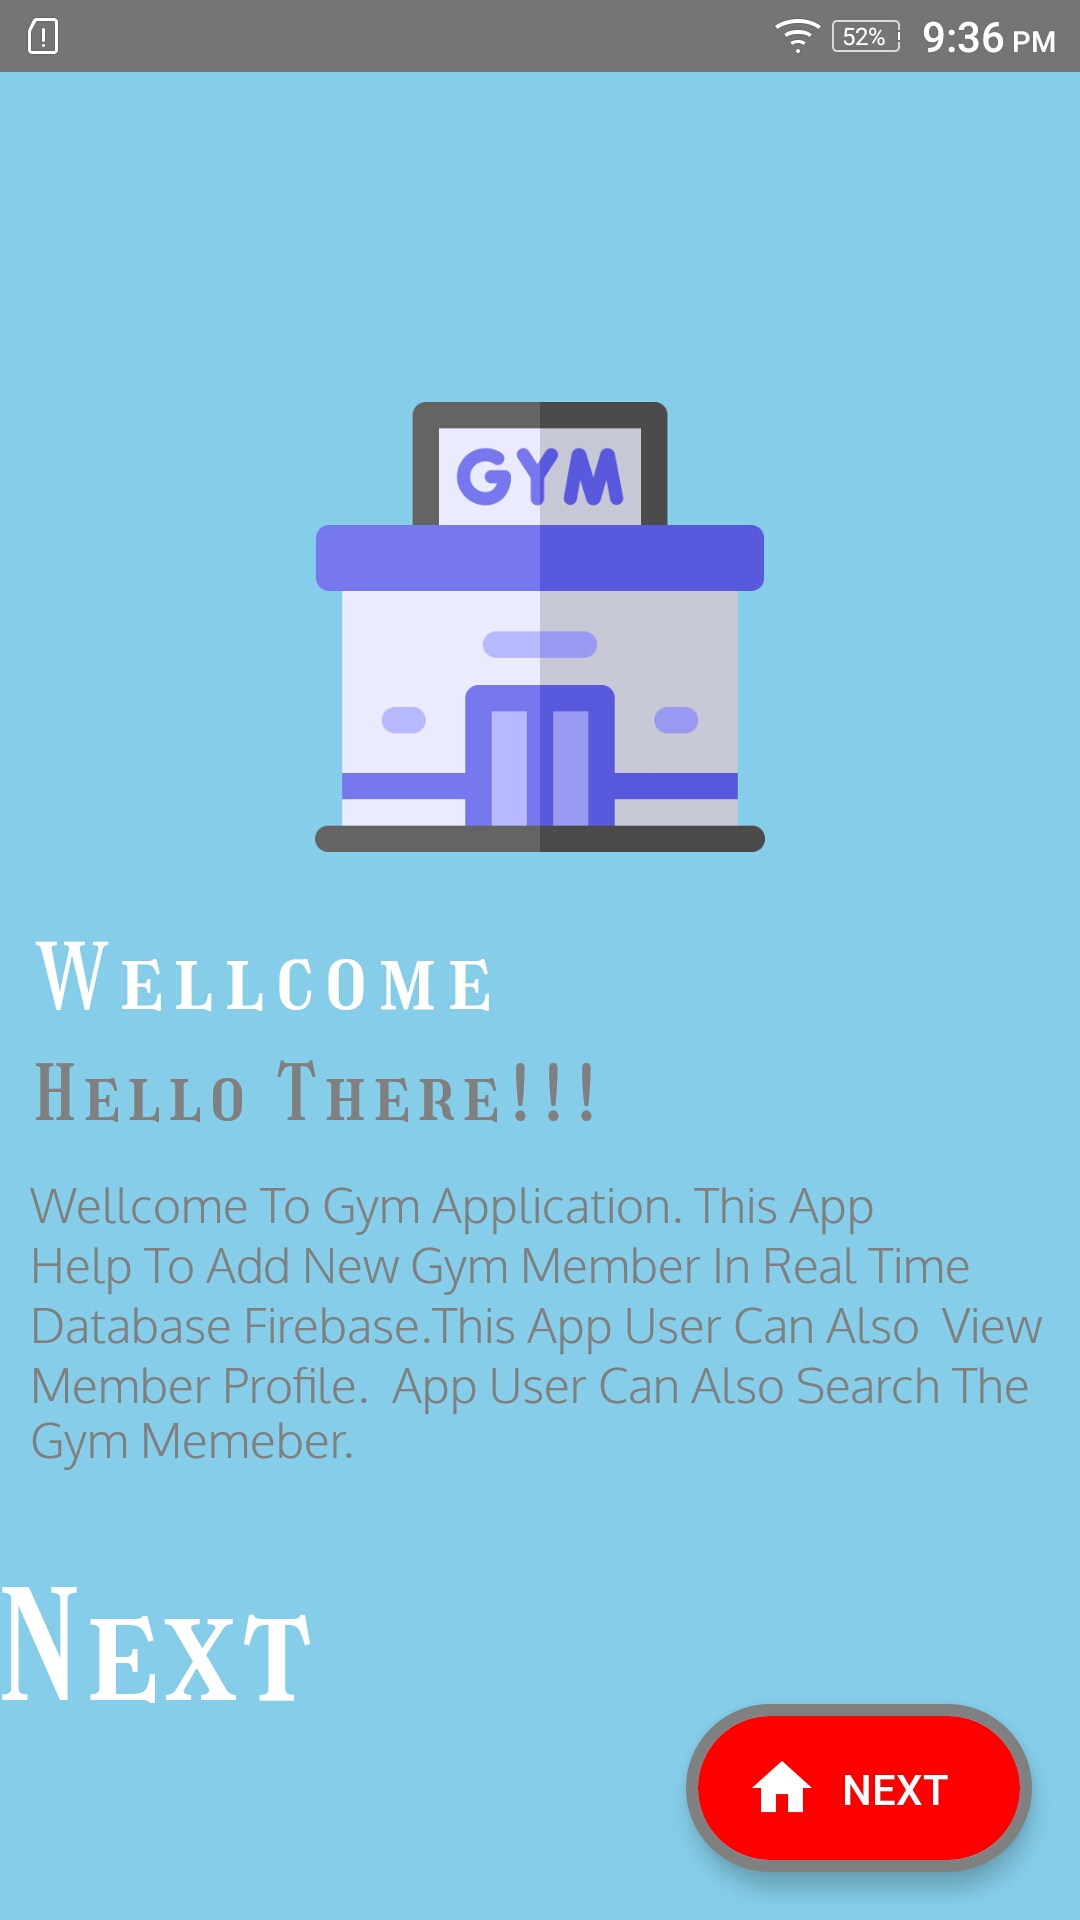 52% 9:36 PM
GYM
Wellcome
Hello There!!!
Wellcome To Gym Application. This App
Help To Add New Gym Member In Real Time
Database Firebase.This App User Can Also  View
Member Profile.  App User Can Also Search The
Gym Memeber.
Next
NEXT